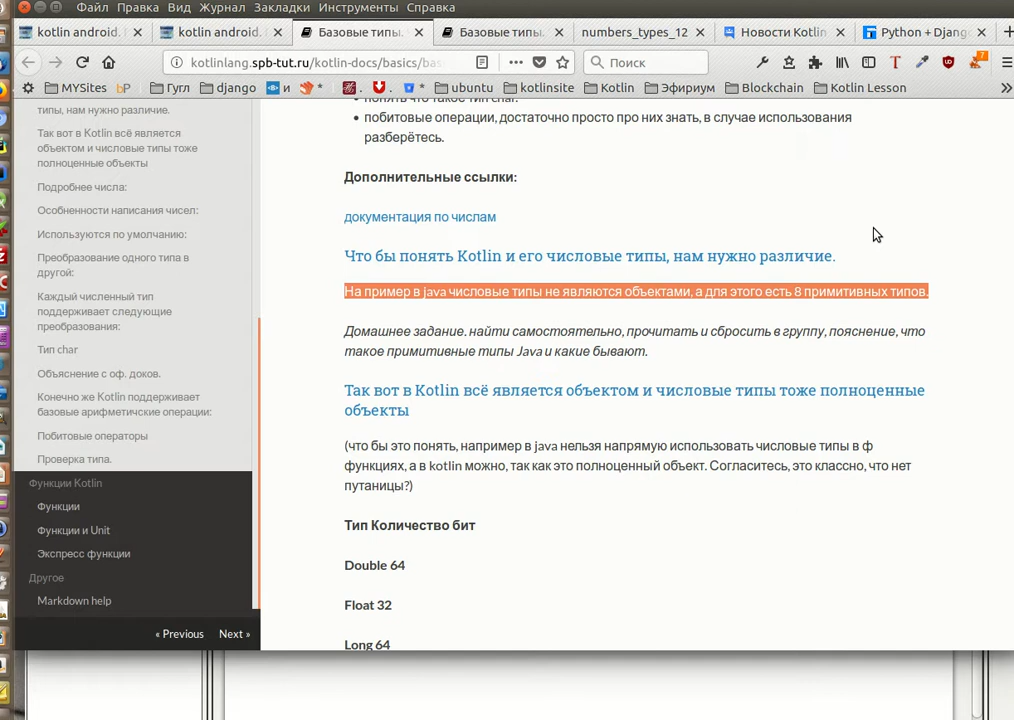 Файл Правка Вид Журнал Закладки Инструменты Справка
kotlin android. kotlin android. Базовые типы. Базовые типы. numbers_types_12 Новости Kotlin Python + Djang
kotlinlang.spb-tut.ru/kotlin-docs/basics/bas Поиск 7
MYSites bP Гугл django и ubuntu kotlinsite Kotlin Эфириум Blockchain Kotlin Lesson
типы, нам нужно различие.
Так вот в Kotlin всё является
объектом и числовые типы тоже
полноценные объекты
Подробнее числа:
Особенности написания чисел:
Используются по умолчанию:
Преобразование одного типа в
другой:
Каждый численный тип
поддерживает следующие
преобразования:
Тип char
Объяснение с оф. доков.
Конечно же Kotlin поддерживает
базовые арифметичские операции:
Побитовые операторы
Проверка типа.
Функции Kotlin
Функции
Функции и Unit
Экспресс функции
Другое
Markdown help
« Previous Next »
понять что такое тип char.
побитовые операции, достаточно просто про них знать, в случае использования
разберётесь.
Дополнительные ссылки:
документация по числам
Что бы понять Kotlin и его числовые типы, нам нужно различие.
На пример в java числовые типы не являются объектами, а для этого есть 8 примитивных типов.
Домашнее задание. найти самостоятельно, прочитать и сбросить в группу, пояснение, что
такое примитивные типы Java и какие бывают.
Так вот в Kotlin всё является объектом и числовые типы тоже полноценные
объекты
(что бы это понять, например в java нельзя напрямую использовать числовые типы в ф
функциях, а в kotlin можно, так как это полноценный объект. Согласитесь, это классно, что нет
путаницы?)
Тип Количество бит
Double 64
Float 32
Long 64